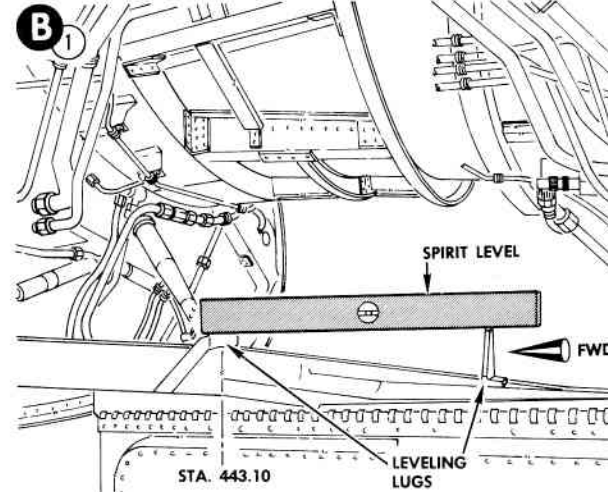 B
1
SPIRIT LEVEL
FWD
STA. 443.10
LEVELING
LUGS